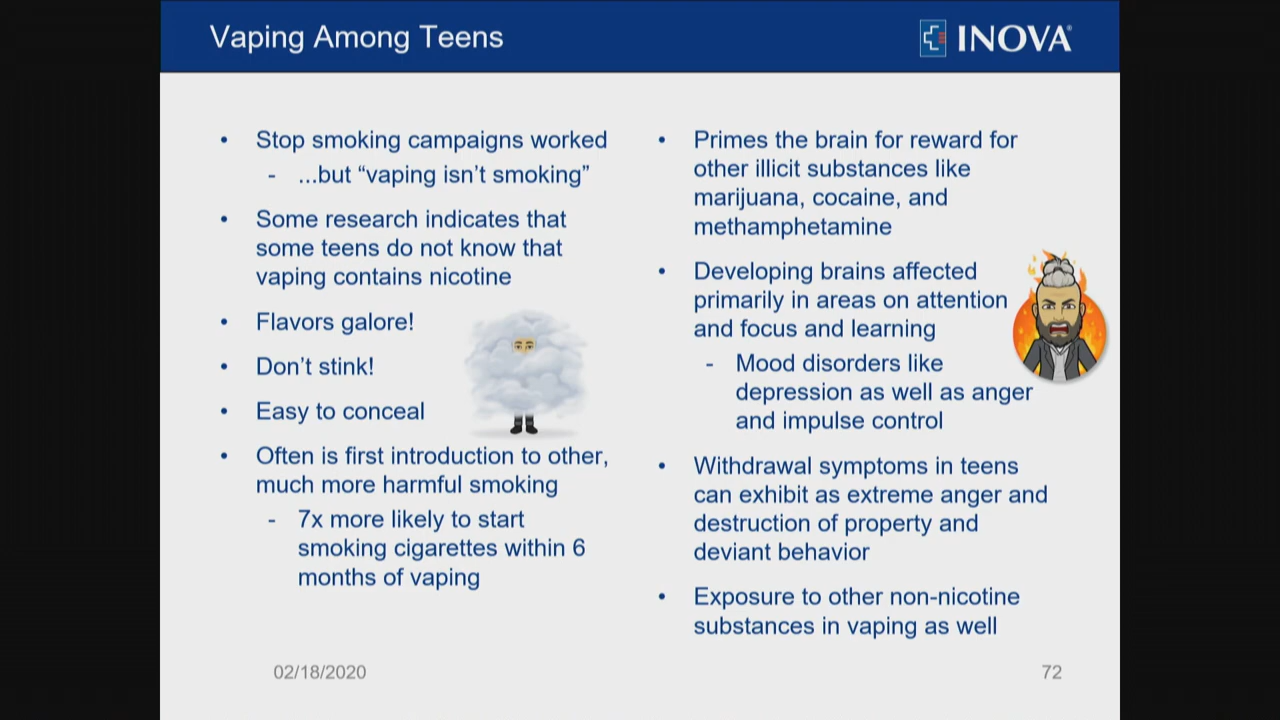 Vaping Among Teens
INOVA®
• Stop smoking campaigns worked
- ...but “vaping isn’t smoking”
• Some research indicates that
some teens do not know that
vaping contains nicotine
• Flavors galore!
• Don’t stink!
• Easy to conceal
• Often is first introduction to other,
much more harmful smoking
- 7x more likely to start
smoking cigarettes within 6
months of vaping
• Primes the brain for reward for
other illicit substances like
marijuana, cocaine, and
methamphetamine
• Developing brains affected
primarily in areas on attention
and focus and learning
- Mood disorders like
depression as well as anger
and impulse control
• Withdrawal symptoms in teens
can exhibit as extreme anger and
destruction of property and
deviant behavior
• Exposure to other non-nicotine
substances in vaping as well
02/18/2020
72